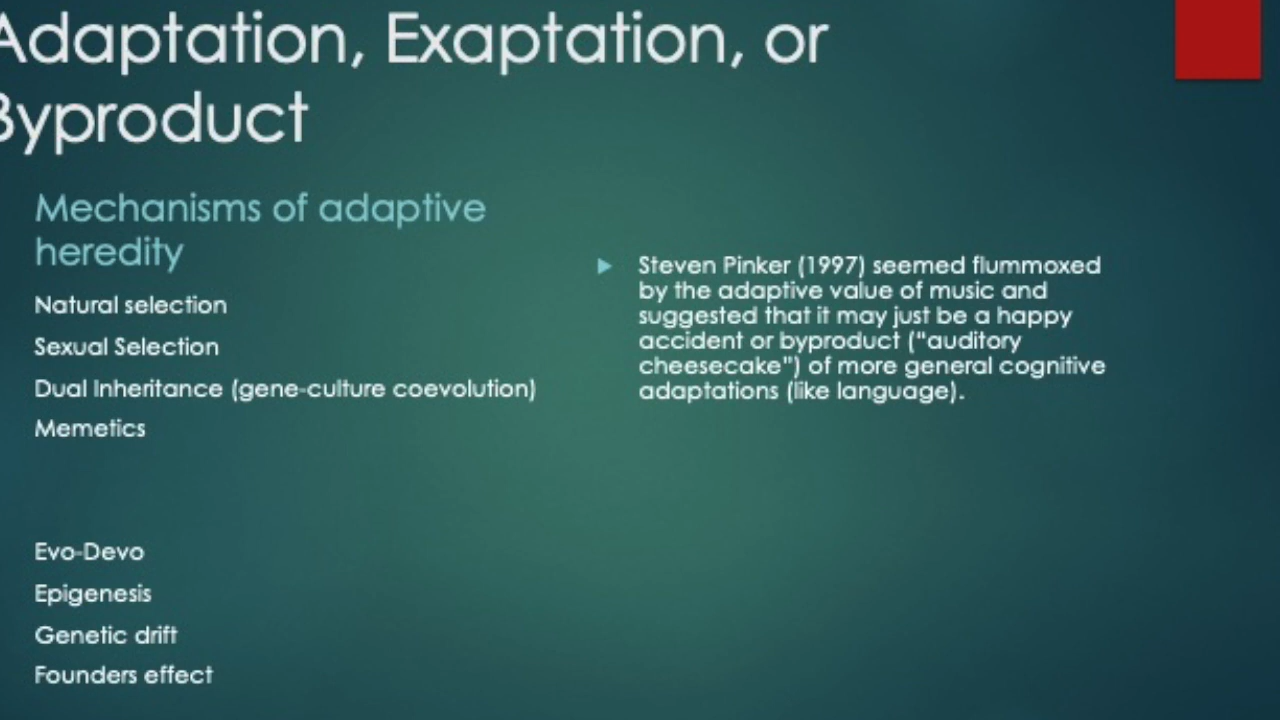 Adaptation, Exaptation, or
Byproduct
Mechanisms of adaptive
heredity
Natural selection
Sexual Selection
Dual Inheritance (gene-culture coevolution)
Memetics
Evo-Devo
Epigenesis
Genetic drift
Founders effect
Steven Pinker (1997) seemed flummoxed
by the adaptive value of music and
suggested that it may just be a happy
accident or byproduct ("auditory
cheesecake") of more general cognitive
adaptations (like language).